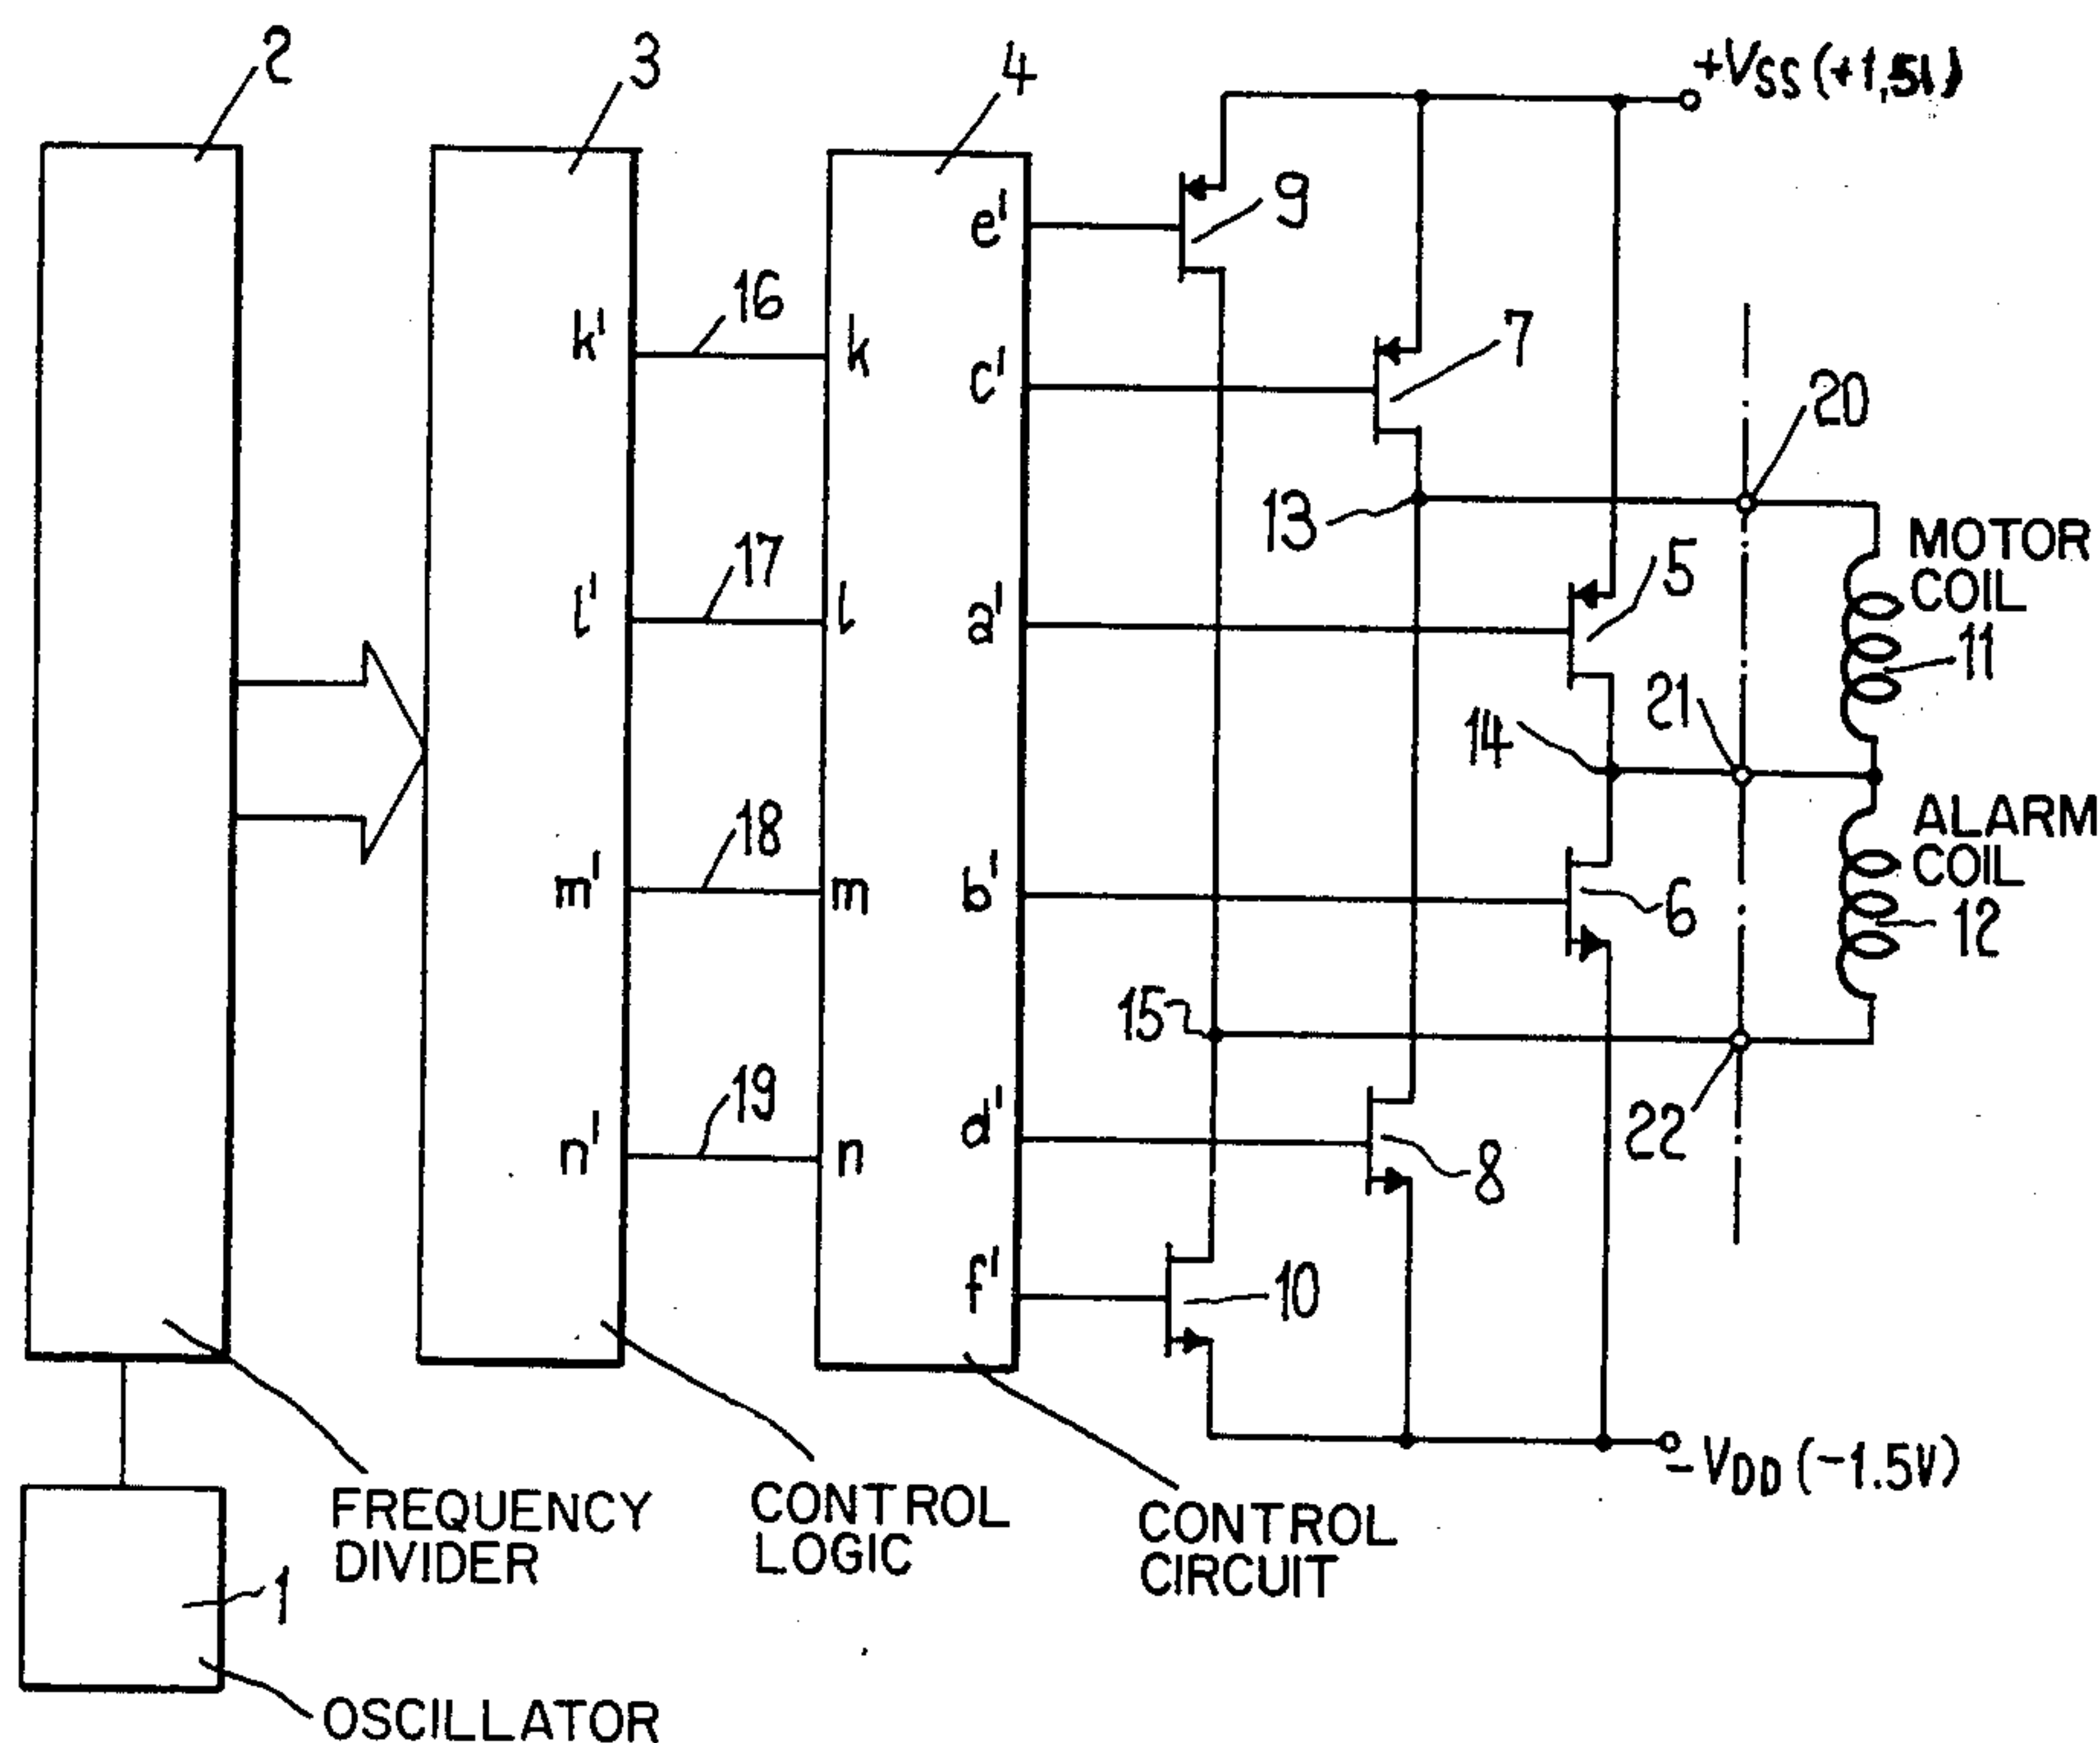 2
3
4
+VSS (+1,5V)
e'
9
k'
16
k
c'
7
20
13
MOTOR
COIL
11
l'
17
l
a'
5
21
14
ALARM
COIL
12
m'
18
m
b'
6
15
n'
19
n
d'
8
22
f'
10
-VDD (-1.5V)
FREQUENCY
DIVIDER
CONTROL
LOGIC
CONTROL
CIRCUIT
1
OSCILLATOR